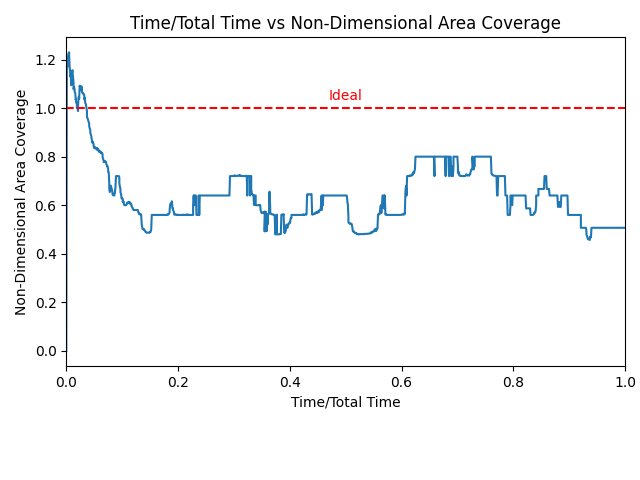 Time/Total Time vs Non-Dimensional Area Coverage
Non-Dimensional Area Coverage
1.2
1.0
0.8
0.6
0.4
0.2
0.0
Ideal
0.0 0.2 0.4 0.6 0.8 1.0
Time/Total Time